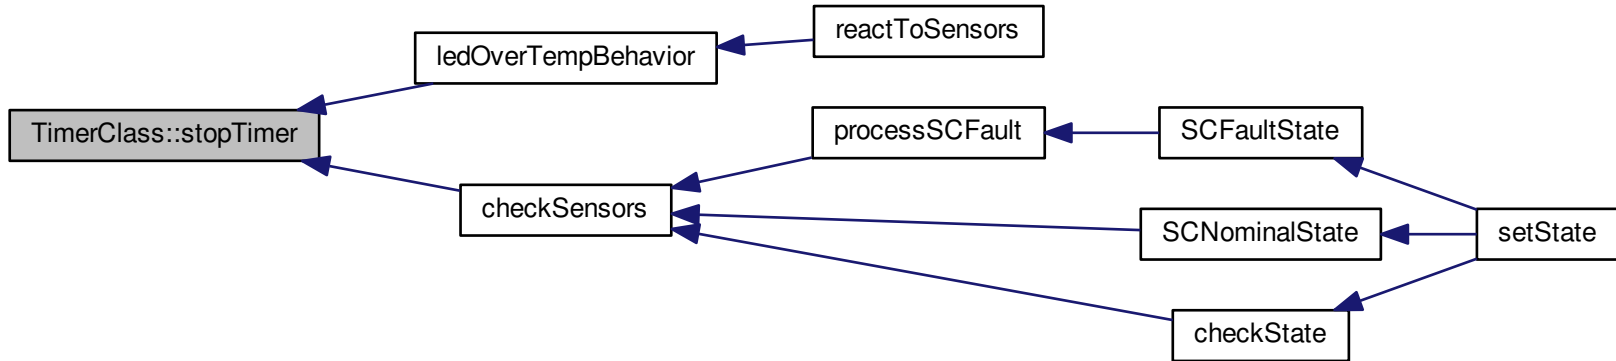 reactToSensors
ledOverTempBehavior
TimerClass::stopTimer
processSCFault
SCFaultState
checkSensors
SCNominalState
setState
checkState